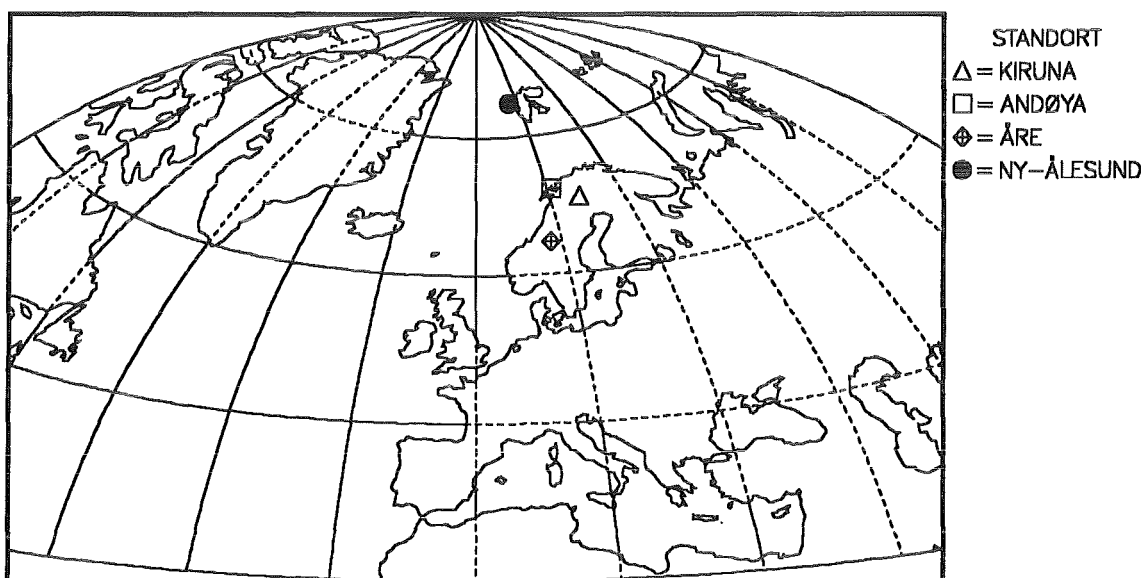 STANDORT
△ = KIRUNA
□ = ANDØYA
◈ = ÅRE
● = NY-ÅLESUND